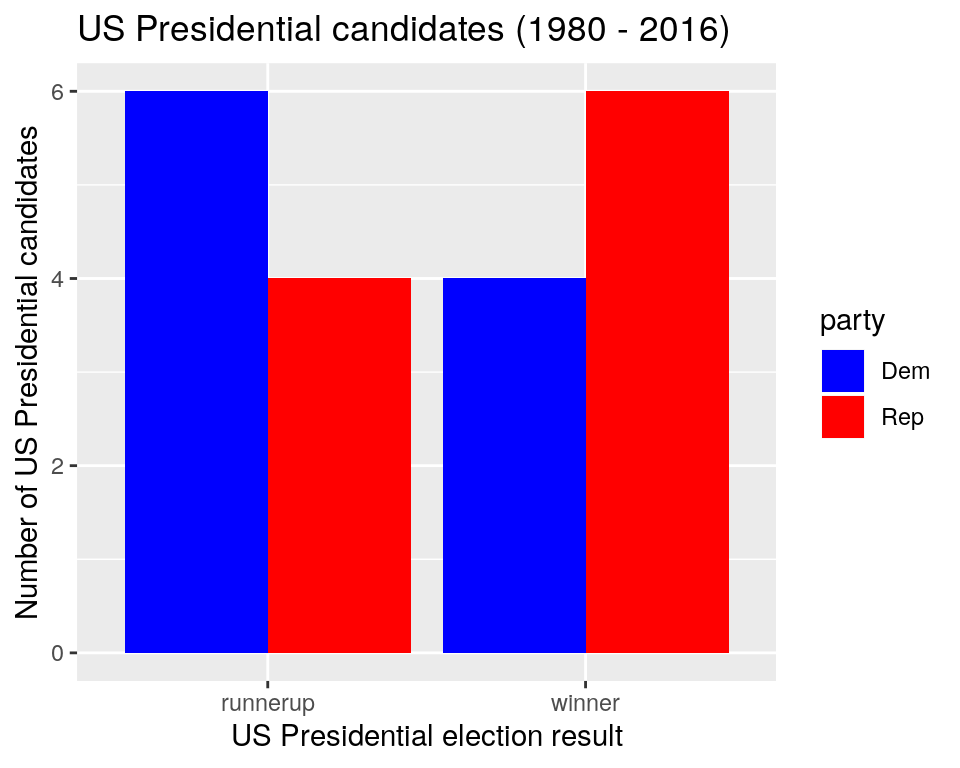 US Presidential candidates (1980 - 2016)
Number of US Presidential candidates
6
4
2
0
runnerup winner
US Presidential election result
party
Dem
Rep